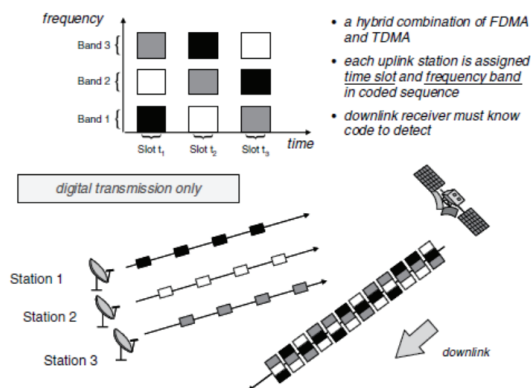 frequency
Band 3
Band 2
Band 1
Slot t₁
Slot t₂
Slot t₃
time
• a hybrid combination of FDMA
and TDMA
• each uplink station is assigned
time slot and frequency band
in coded sequence
• downlink receiver must know
code to detect
digital transmission only
Station 1
Station 2
Station 3
downlink